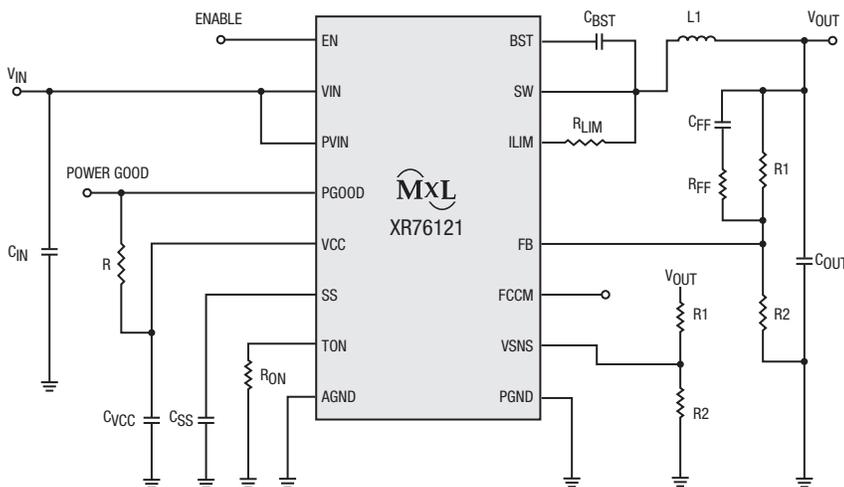 ENABLE
EN
VIN
VIN
PVIN
POWER GOOD
PGOOD
CIN
R
VCC
SS
TON
RON
AGND
CVCC
CSS
MXL
XR76121
BST
SW
ILIM
FB
FCCM
VSNS
PGND
CBST
RLIM
L1
VOUT
CFF
RFF
R1
COUT
R2
VOUT
R1
R2